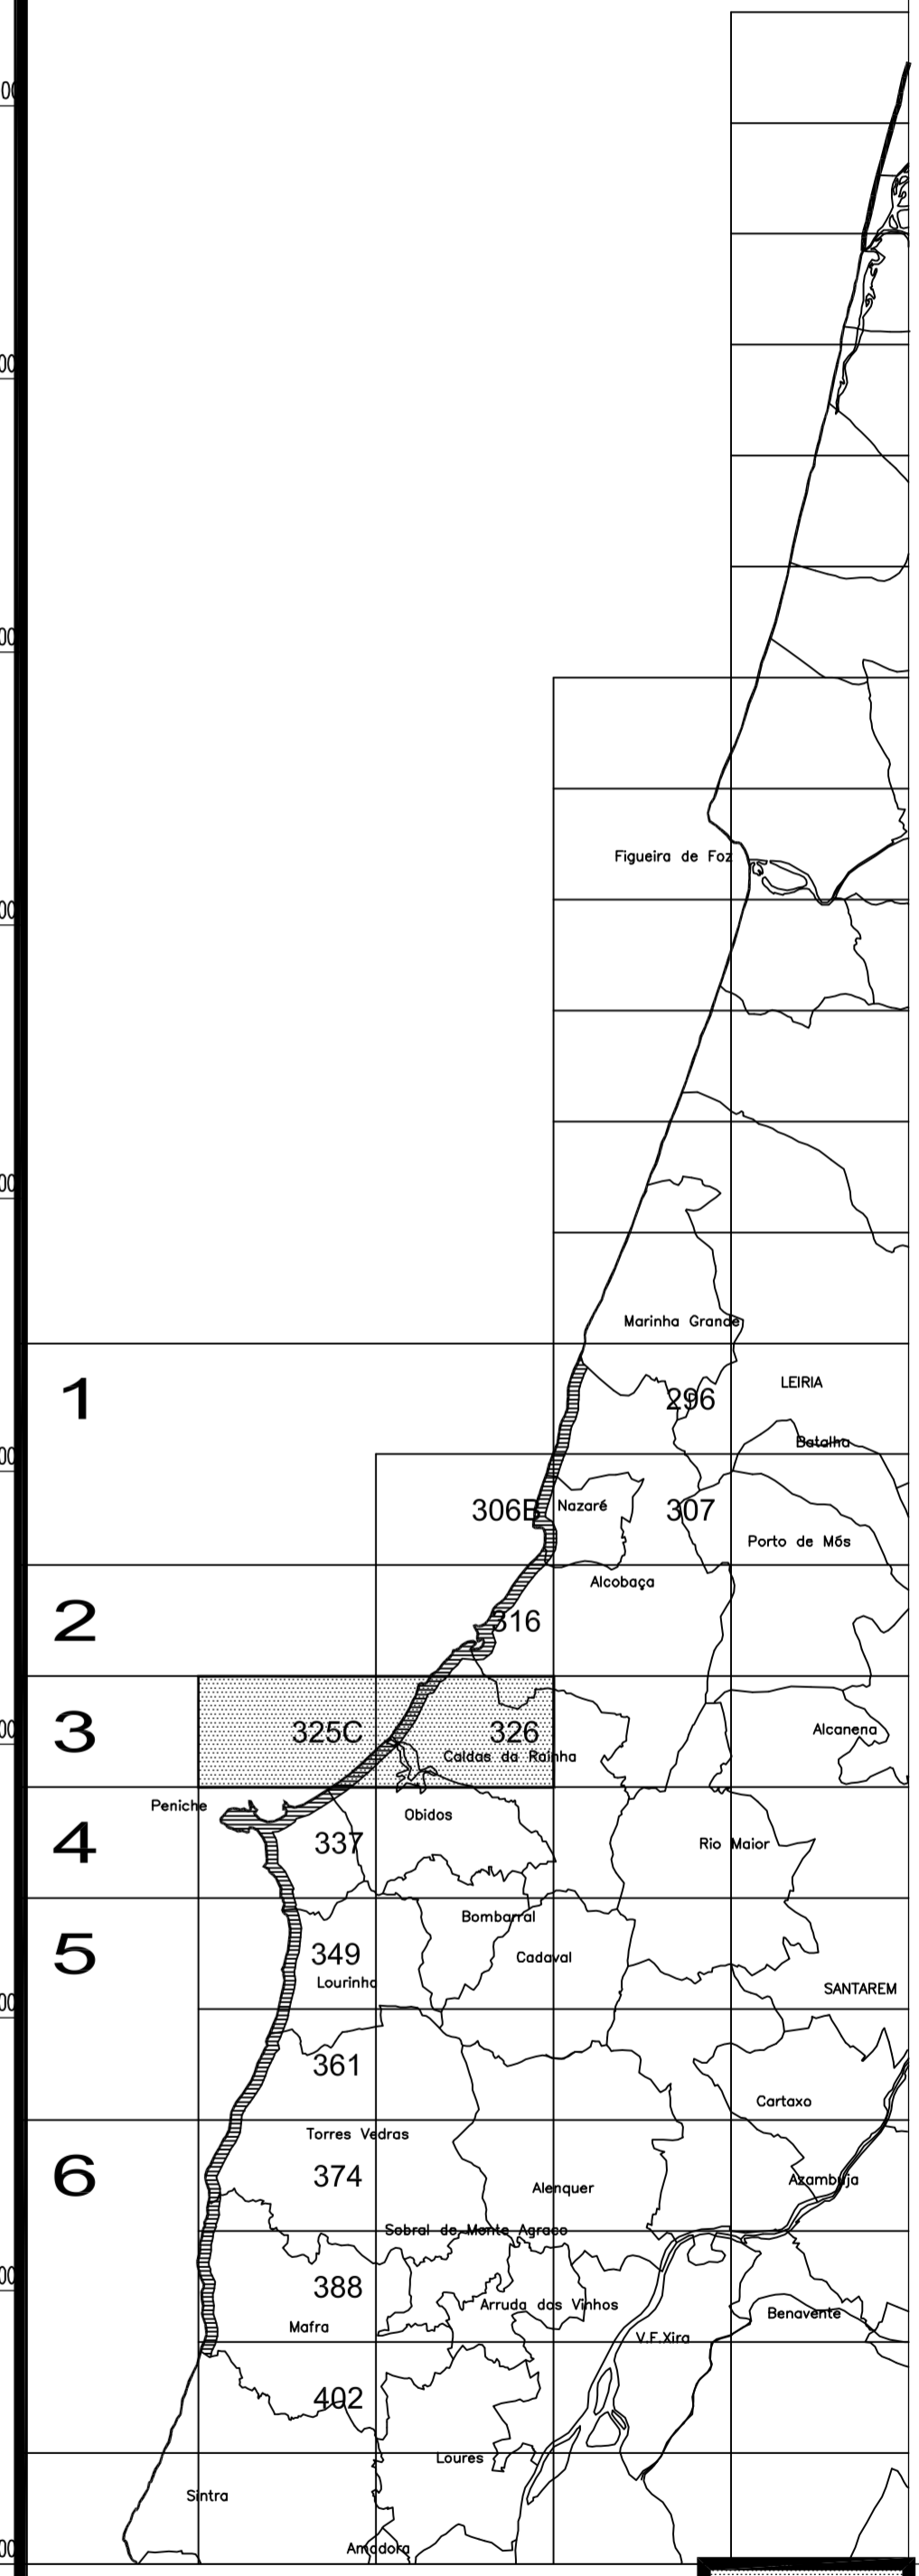 Figueira de Foz
Marinha Grande
1
296
LEIRIA
Batalha
306B
Nazaré
307
Porto de Mós
Alcobaça
2
316
3
325C
326
Alcanena
Caldas da Rainha
Peniche
Obidos
4
337
Rio Maior
Bombarral
5
349
Cadaval
Lourinha
SANTAREM
361
Cartaxo
Torres Vedras
6
374
Azambuja
Alenquer
Sobral de Monte Agraco
388
Arruda dos Vinhos
Benavente
Mafra
V.F.Xira
402
Loures
Sintra
Amadora